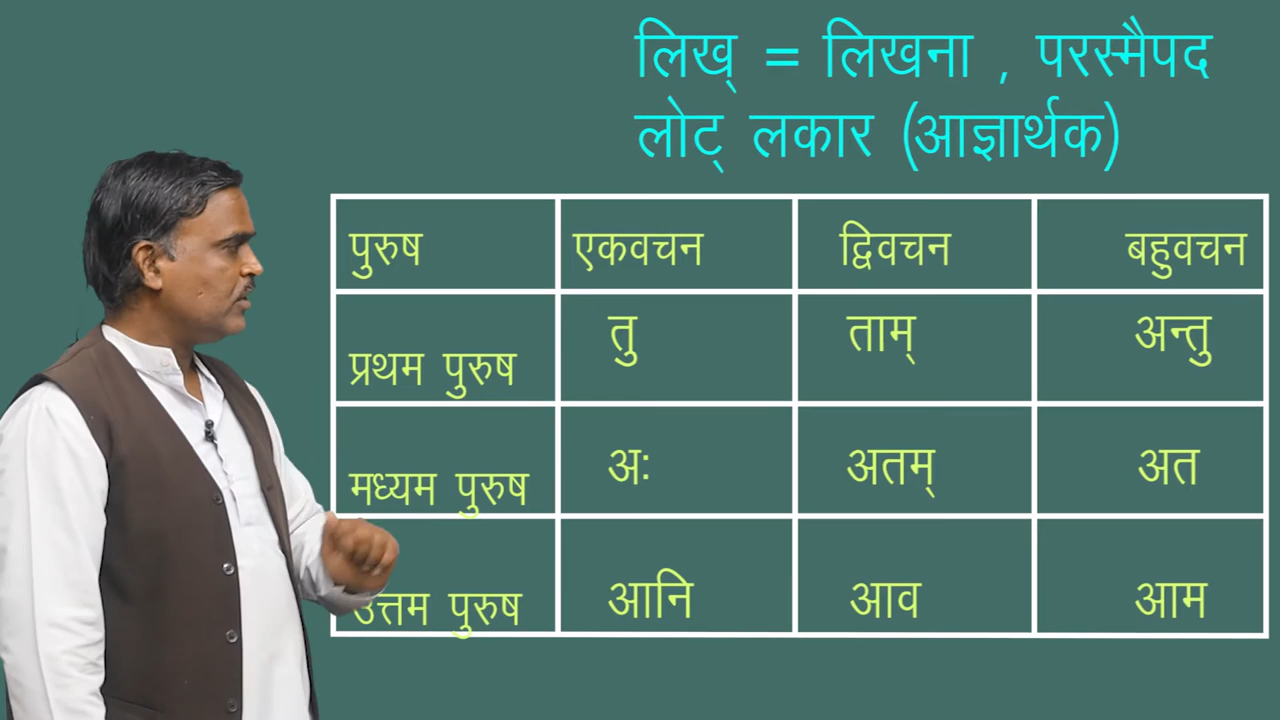 लिख् = लिखना , परस्मैपद
लोट् लकार (आज्ञार्थक)
पुरुष एकवचन द्विवचन बहुवचन
प्रथम पुरुष तु ताम् अन्तु
मध्यम पुरुष अः अतम् अत
उत्तम पुरुष आनि आव आम